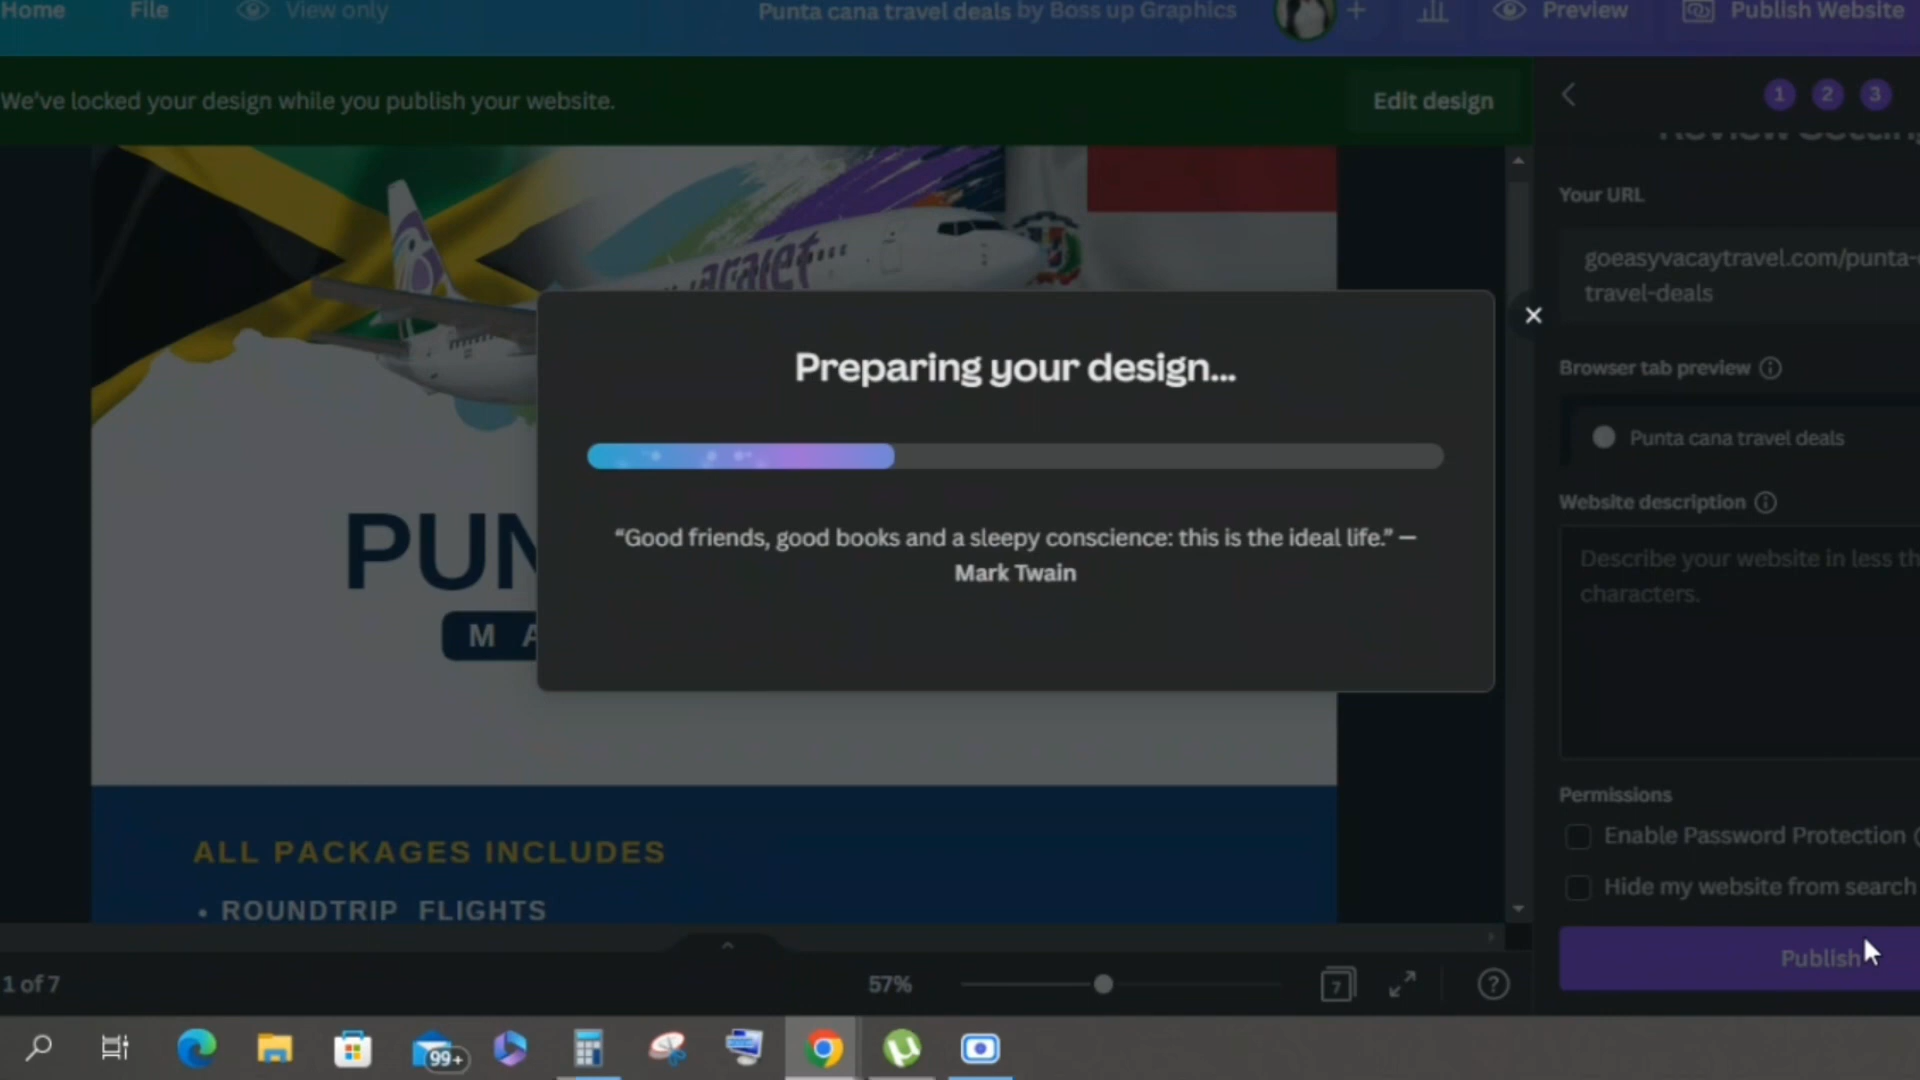 Home File View only Punta cana travel deals by Boss up Graphics Preview Publish Website
We've locked your design while you publish your website. Edit design
1 2 3
Your URL
goeasyvacaytravel.com/punta-
travel-deals
arajet
Preparing your design...
Browser tab preview
Punta cana travel deals
Website description
"Good friends, good books and a sleepy conscience: this is the ideal life." —
Mark Twain
Describe your website in less
characters.
PUN
M A
Permissions
Enable Password Protection
Hide my website from search
ALL PACKAGES INCLUDES
• ROUNDTRIP FLIGHTS
Publish
1 of 7 57% 7 ?
99+